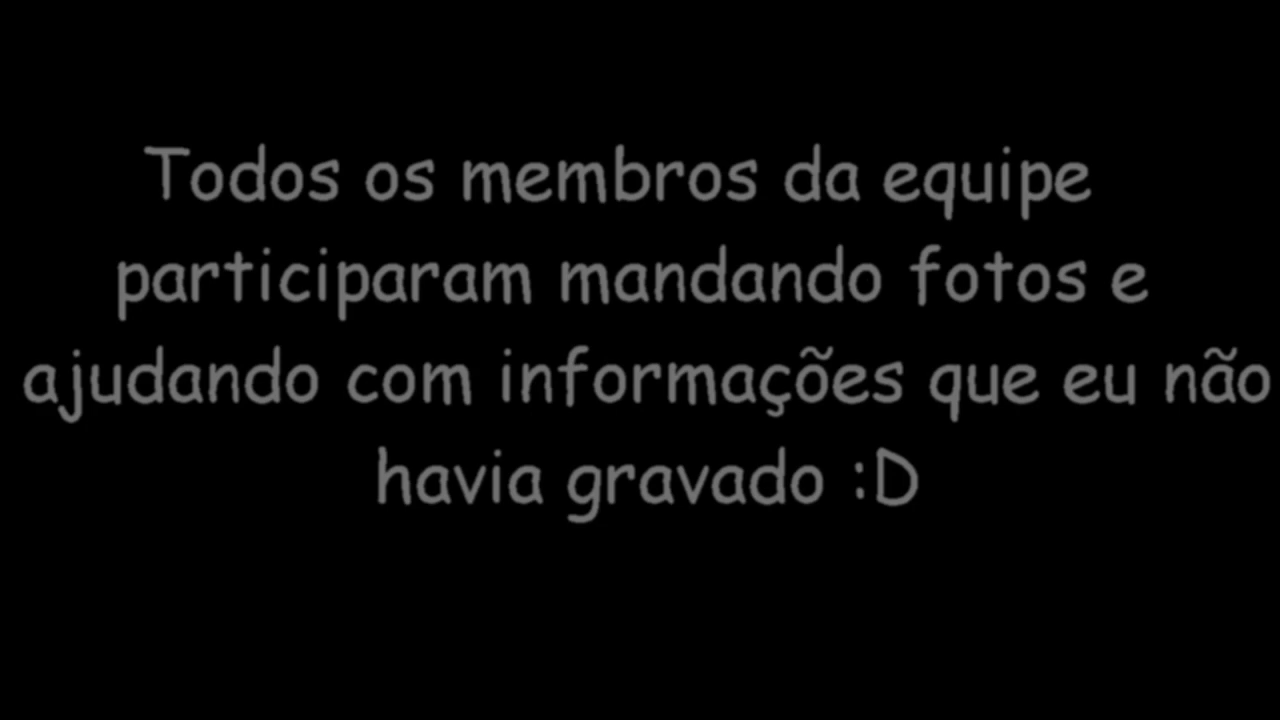 Todos os membros da equipe
participaram mandando fotos e
ajudando com informações que eu não
havia gravado :D